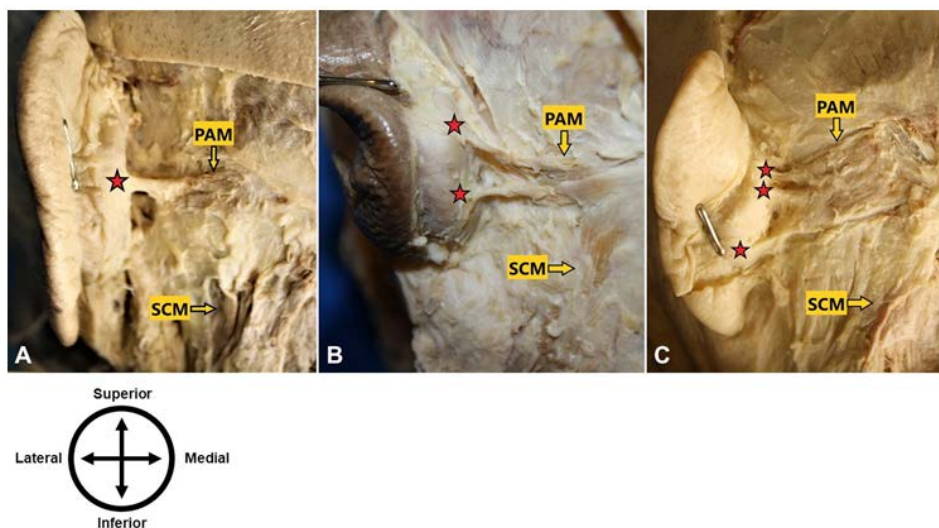 PAM
SCM
A
PAM
SCM
B
PAM
SCM
C
Superior
Lateral
Medial
Inferior